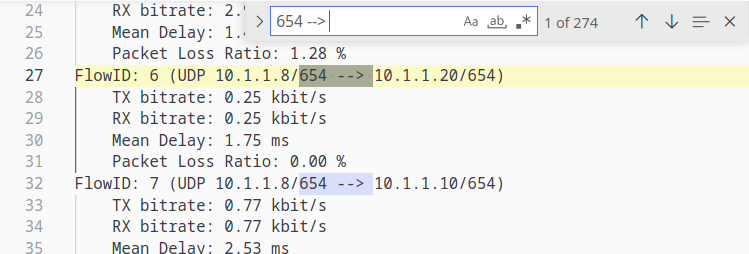 24 RX bitrate: 2.9
654 -->
Aa ab, .*
1 of 274
25 Mean Delay: 1.
26 Packet Loss Ratio: 1.28 %
27 FlowID: 6 (UDP 10.1.1.8/654 --> 10.1.1.20/654)
28 TX bitrate: 0.25 kbit/s
29 RX bitrate: 0.25 kbit/s
30 Mean Delay: 1.75 ms
31 Packet Loss Ratio: 0.00 %
32 FlowID: 7 (UDP 10.1.1.8/654 --> 10.1.1.10/654)
33 TX bitrate: 0.77 kbit/s
34 RX bitrate: 0.77 kbit/s
35 Mean Delay: 2.53 ms